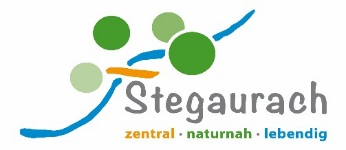 Stegaurach
zentral · naturnah · lebendig